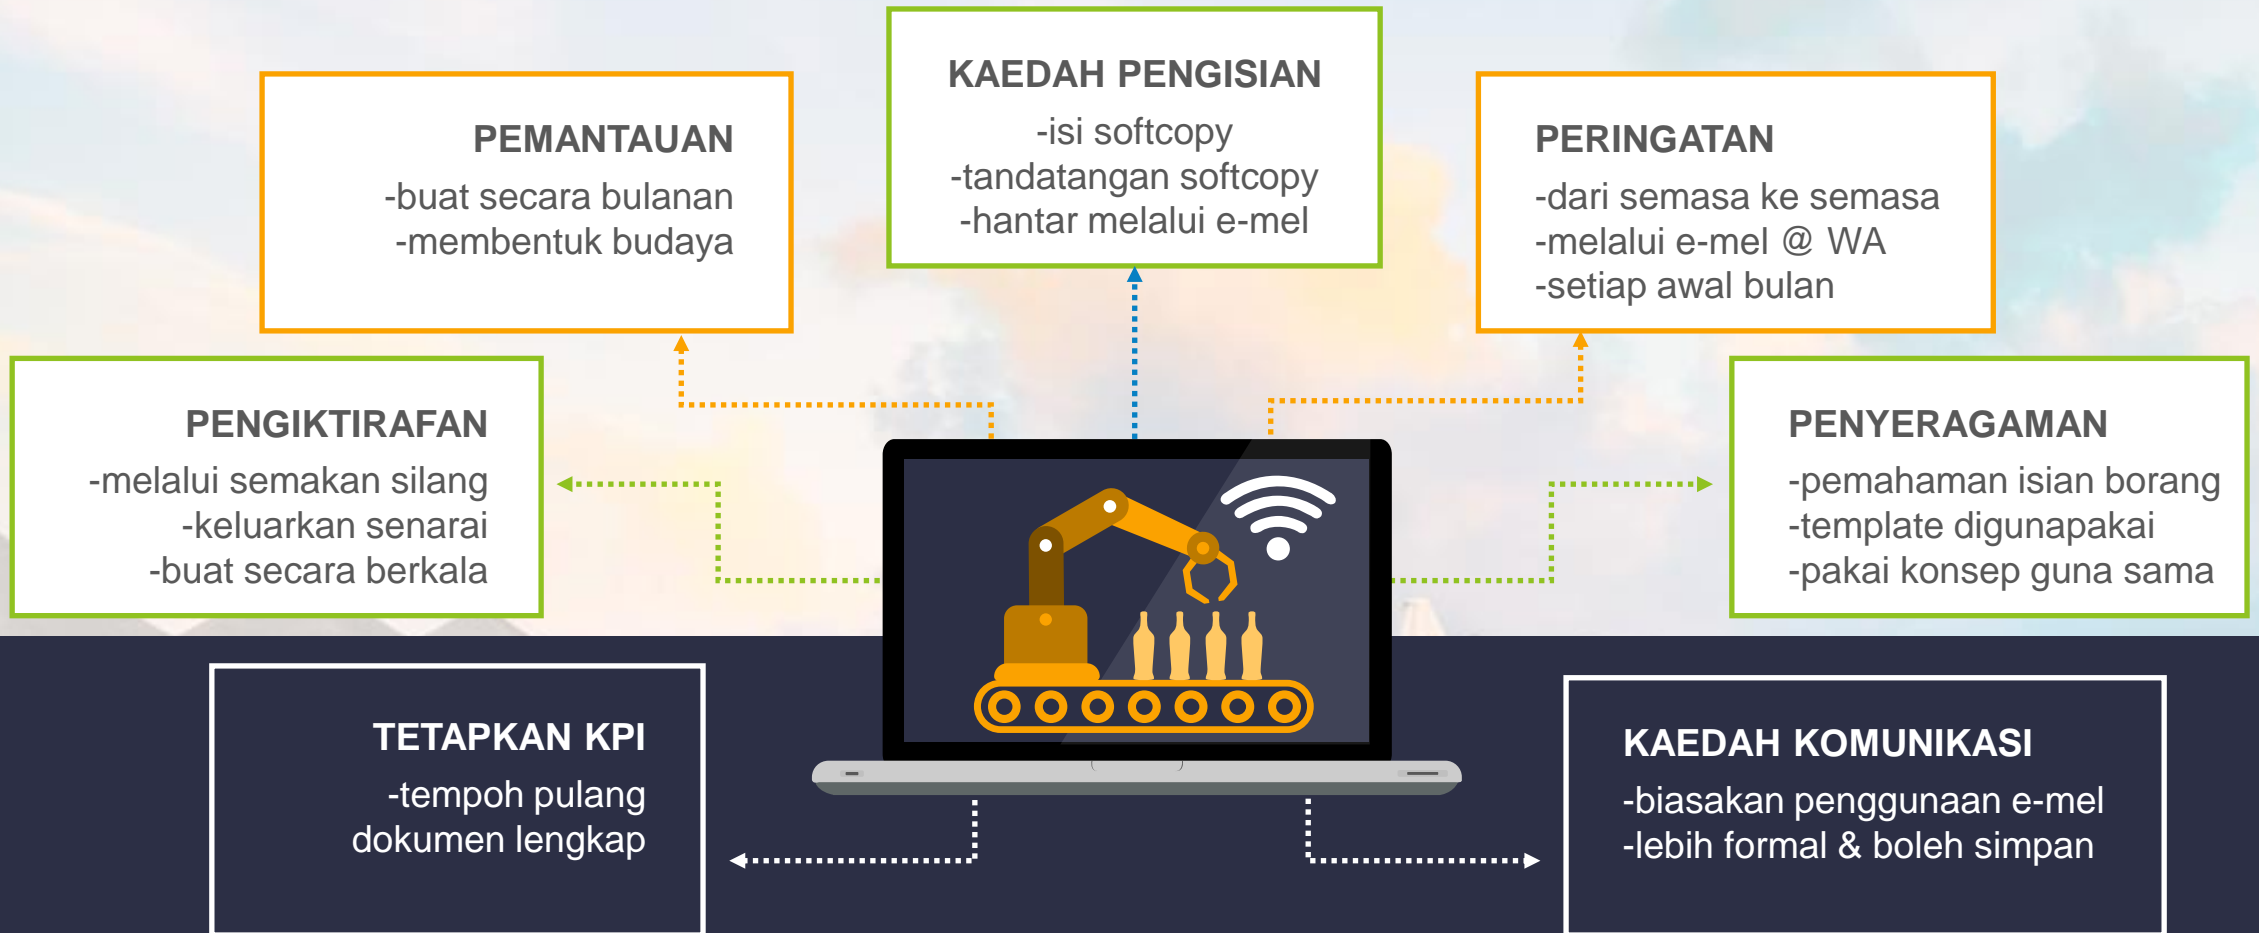 KAEDAH PENGISIAN
-isi softcopy
-tandatangan softcopy
-hantar melalui e-mel
PEMANTAUAN
-buat secara bulanan
-membentuk budaya
PERINGATAN
-dari semasa ke semasa
-melalui e-mel @ WA
-setiap awal bulan
PENGIKTIRAFAN
-melalui semakan silang
-keluarkan senarai
-buat secara berkala
PENYERAGAMAN
-pemahaman isian borang
-template digunapakai
-pakai konsep guna sama
TETAPKAN KPI
-tempoh pulang
dokumen lengkap
KAEDAH KOMUNIKASI
-biasakan penggunaan e-mel
-lebih formal & boleh simpan